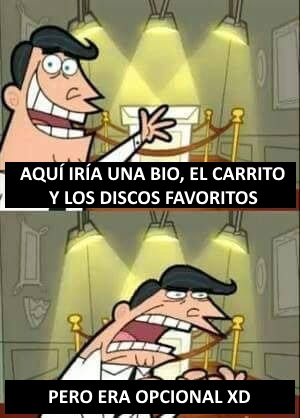 AQUÍ IRÍA UNA BIO, EL CARRITO
Y LOS DISCOS FAVORITOS
PERO ERA OPCIONAL XD